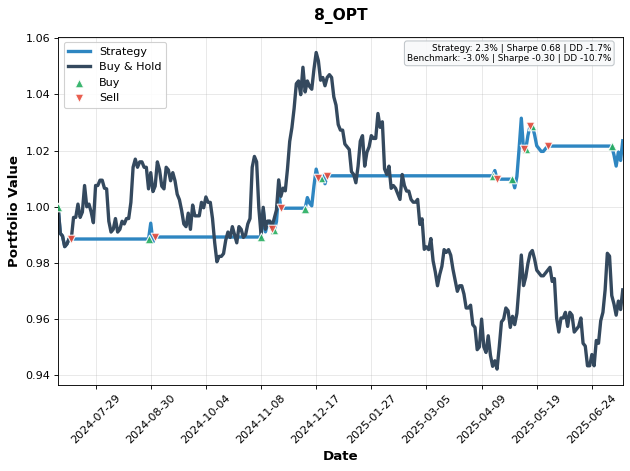 8_OPT
Strategy
Buy & Hold
Buy
Sell
Strategy: 2.3% | Sharpe 0.68 | DD -1.7%
Benchmark: -3.0% | Sharpe -0.30 | DD -10.7%
Portfolio Value
1.06
1.04
1.02
1.00
0.98
0.96
0.94
2024-07-29
2024-08-30
2024-10-04
2024-11-08
2024-12-17
2025-01-27
2025-03-05
2025-04-09
2025-05-19
2025-06-24
Date